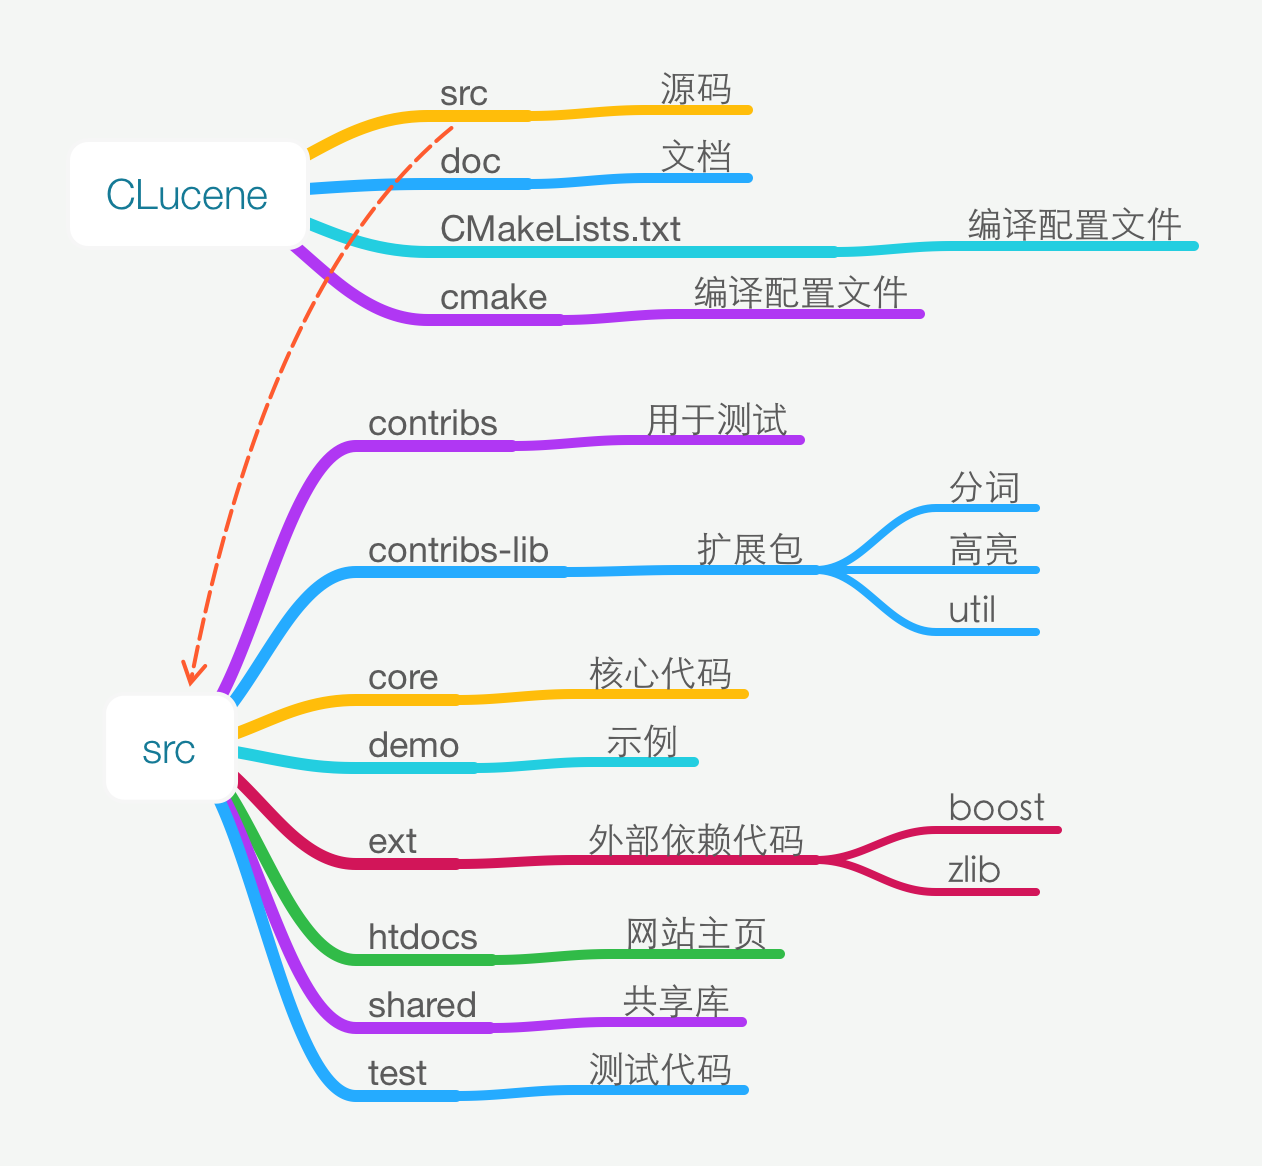 CLucene
src
源码
doc
文档
CMakeLists.txt
编译配置文件
cmake
编译配置文件
src
contribs
用于测试
contribs-lib
扩展包
分词
高亮
util
core
核心代码
demo
示例
ext
外部依赖代码
boost
zlib
htdocs
网站主页
shared
共享库
test
测试代码